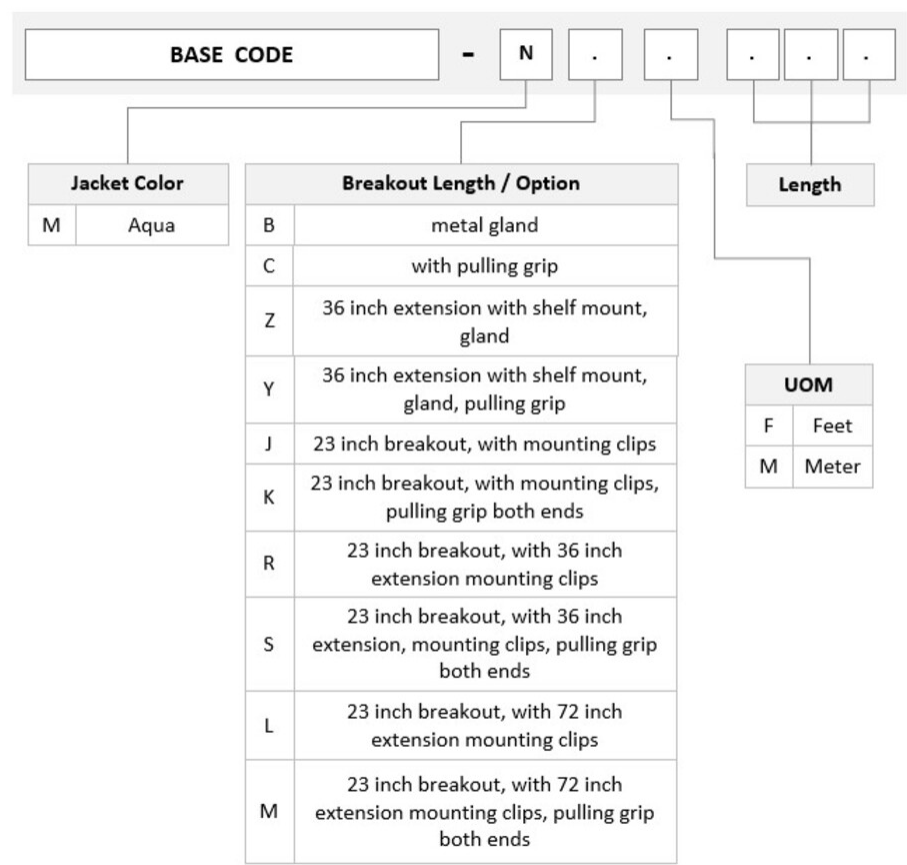 BASE CODE - N . . . . .
Jacket Color
M Aqua
Breakout Length / Option
B metal gland
C with pulling grip
Z 36 inch extension with shelf mount,
gland
Y 36 inch extension with shelf mount,
gland, pulling grip
J 23 inch breakout, with mounting clips
K 23 inch breakout, with mounting clips,
pulling grip both ends
R 23 inch breakout, with 36 inch
extension mounting clips
S 23 inch breakout, with 36 inch
extension, mounting clips, pulling grip
both ends
L 23 inch breakout, with 72 inch
extension mounting clips
M 23 inch breakout, with 72 inch
extension mounting clips, pulling grip
both ends
Length
UOM
F Feet
M Meter